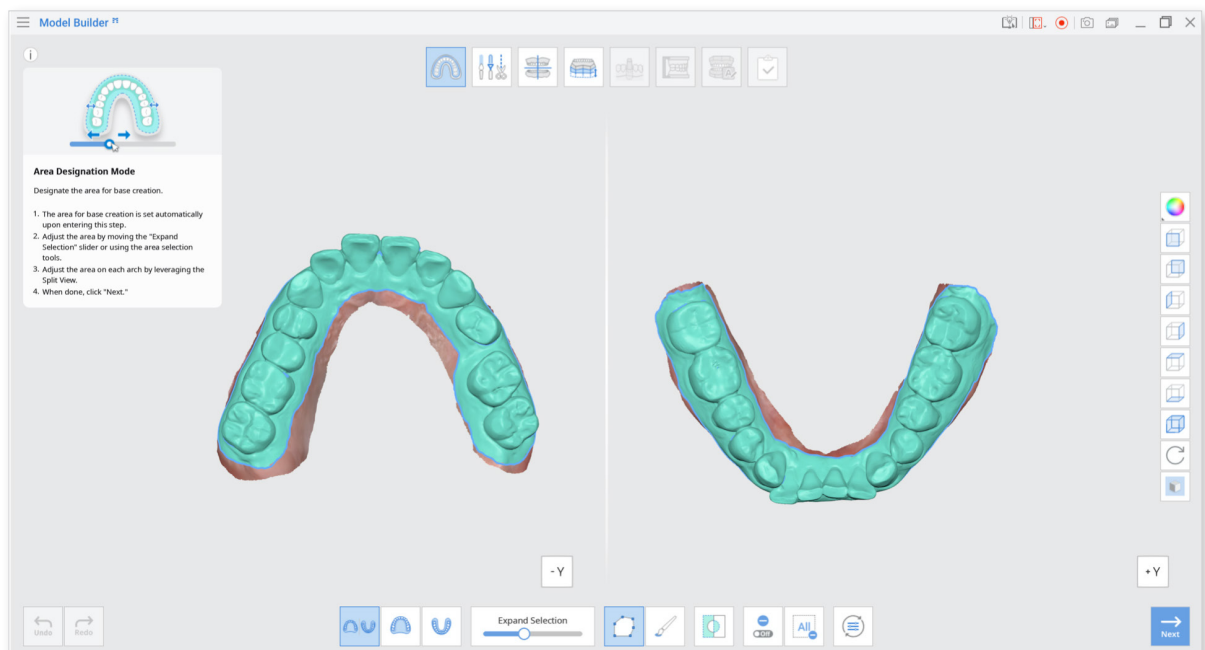 Model Builder
Area Designation Mode
Designate the area for base creation.
1. The area for base creation is set automatically
upon entering this step.
2. Adjust the area by moving the "Expand
Selection" slider or using the area selection
tools.
3. Adjust the area on each arch by leveraging the
Split View.
4. When done, click "Next."
- Y
+ Y
Undo
Redo
Expand Selection
Off
All
Next